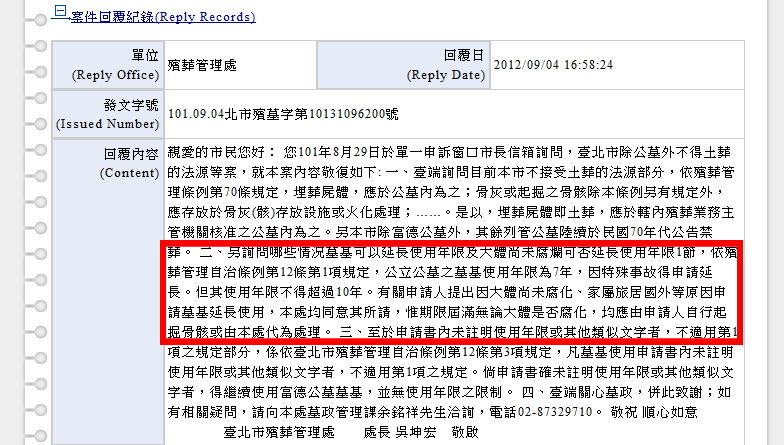 案件回覆紀錄(Reply Records)
單位
(Reply Office)
殯葬管理處
回覆日
(Reply Date)
2012/09/04 16:58:24
發文字號
(Issued Number)
101.09.04北市殯墓字第10131096200號
回覆內容
(Content)
親愛的市民您好： 您101年8月29日於單一申訴窗口市長信箱詢問，臺北市除公墓外不得土葬
的法源等案，就本案內容敬復如下: 一、臺端詢問目前本市不接受土葬的法源部分，依殯葬管
理條例第70條規定，埋葬屍體，應於公墓內為之；骨灰或起掘之骨骸除本條例另有規定外，
應存放於骨灰(骸)存放設施或火化處理；……。是以，埋葬屍體即土葬，應於轄內殯葬業務主
管機關核准之公墓內為之。另本市除富德公墓外，其餘列管公墓陸續於民國70年代公告禁
葬。 二、另詢問哪些情況墓基可以延長使用年限及大體尚未腐爛可否延長使用年限1節，依殯
葬管理自治條例第12條第1項規定，公立公墓之墓基使用年限為7年，因特殊事故得申請延
長。但其使用年限不得超過10年。有關申請人提出因大體尚未腐化、家屬旅居國外等原因申
請墓基延長使用，本處均同意其所請，惟期限屆滿無論大體是否腐化，均應由申請人自行起
掘骨骸或由本處代為處理。 三、至於申請書內未註明使用年限或其他類似文字者，不適用第1
項之規定部分，係依臺北市殯葬管理自治條例第12條第3項規定，凡墓基使用申請書內未註明
使用年限或其他類似文字者，不適用第1項之規定。倘申請書確未註明使用年限或其他類似文
字者，得繼續使用富德公墓墓基，並無使用年限之限制。 四、臺端關心墓政，併此致謝；如
有相關疑問，請向本處墓政管理課余銘祥先生洽詢，電話02-87329710。 敬祝 順心如意
臺北市殯葬管理處 處長 吳坤宏 敬啟